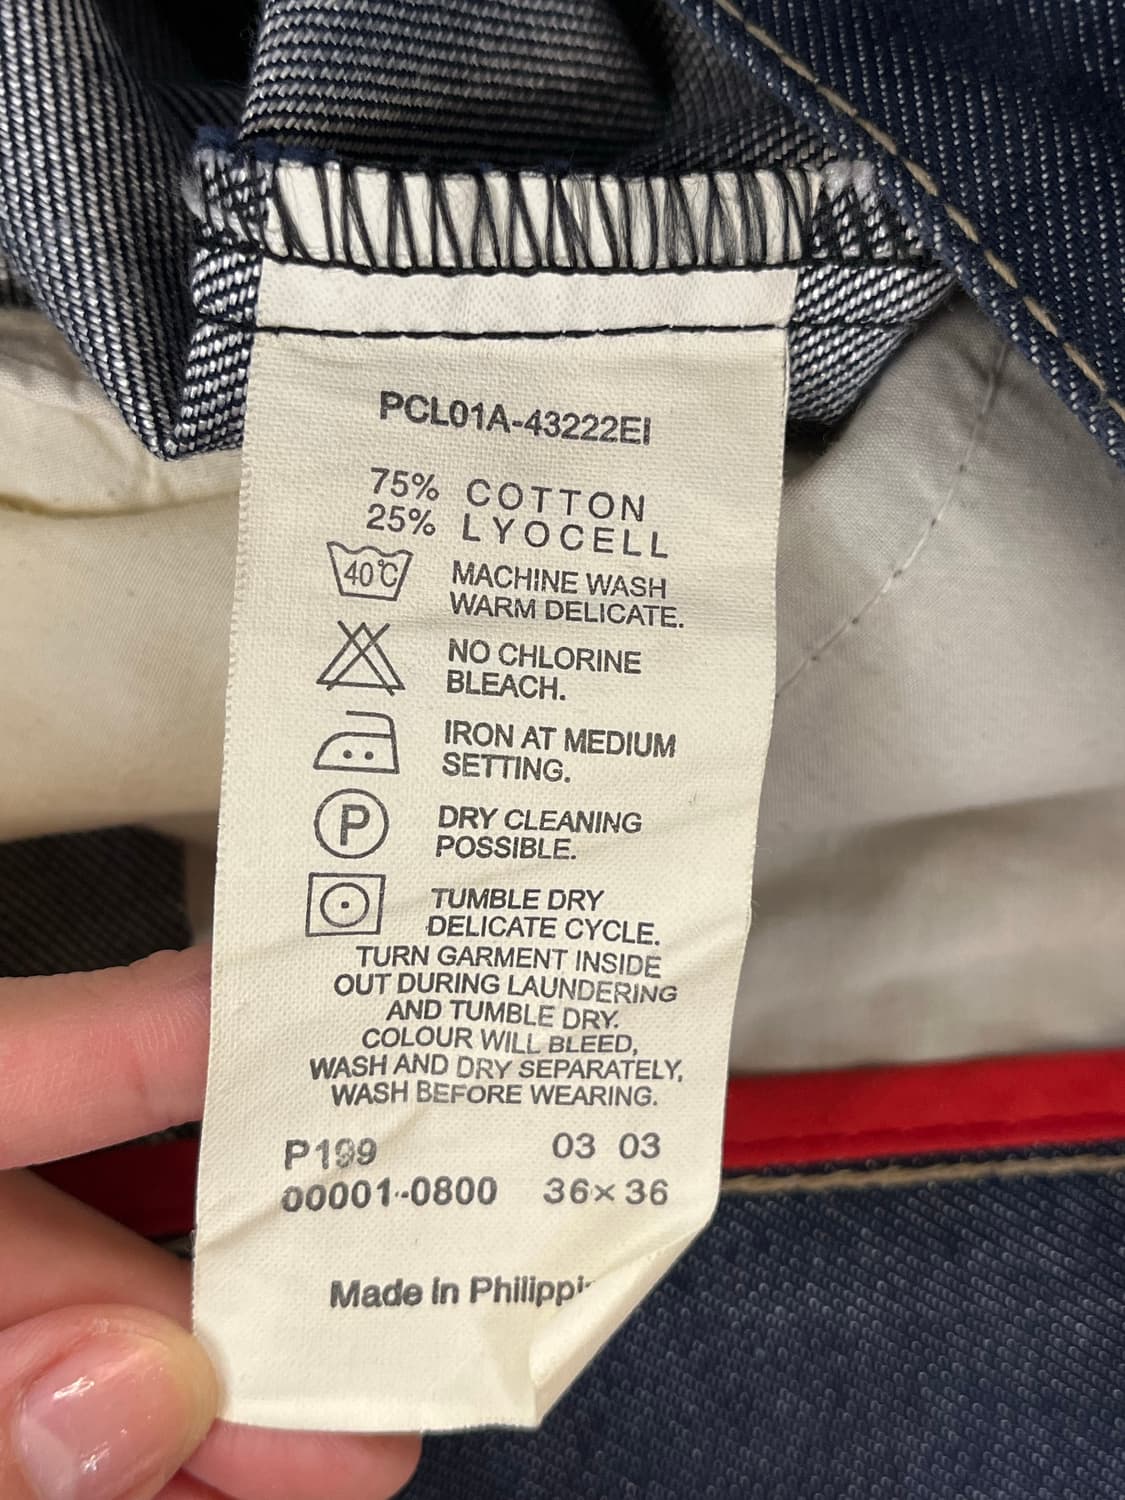 PCL01A-43222EI
75% COTTON
25% LYOCELL
40°C MACHINE WASH
WARM DELICATE.
NO CHLORINE
BLEACH.
IRON AT MEDIUM
SETTING.
P DRY CLEANING
POSSIBLE.
TUMBLE DRY
DELICATE CYCLE.
TURN GARMENT INSIDE
OUT DURING LAUNDERING
AND TUMBLE DRY.
COLOUR WILL BLEED,
WASH AND DRY SEPARATELY,
WASH BEFORE WEARING.
P199 03 03
00001-0800 36×36
Made in